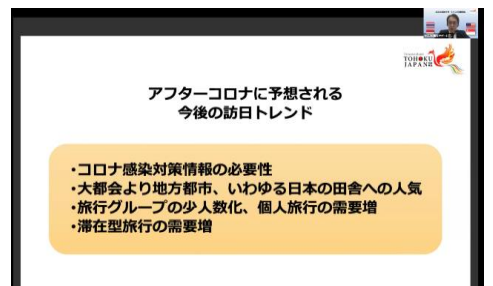 TOHOKU
JAPAN
アフターコロナに予想される
今後の訪日トレンド
・コロナ感染対策情報の必要性
・大都会より地方都市、いわゆる日本の田舎への人気
・旅行グループの少人数化、個人旅行の需要増
・滞在型旅行の需要増